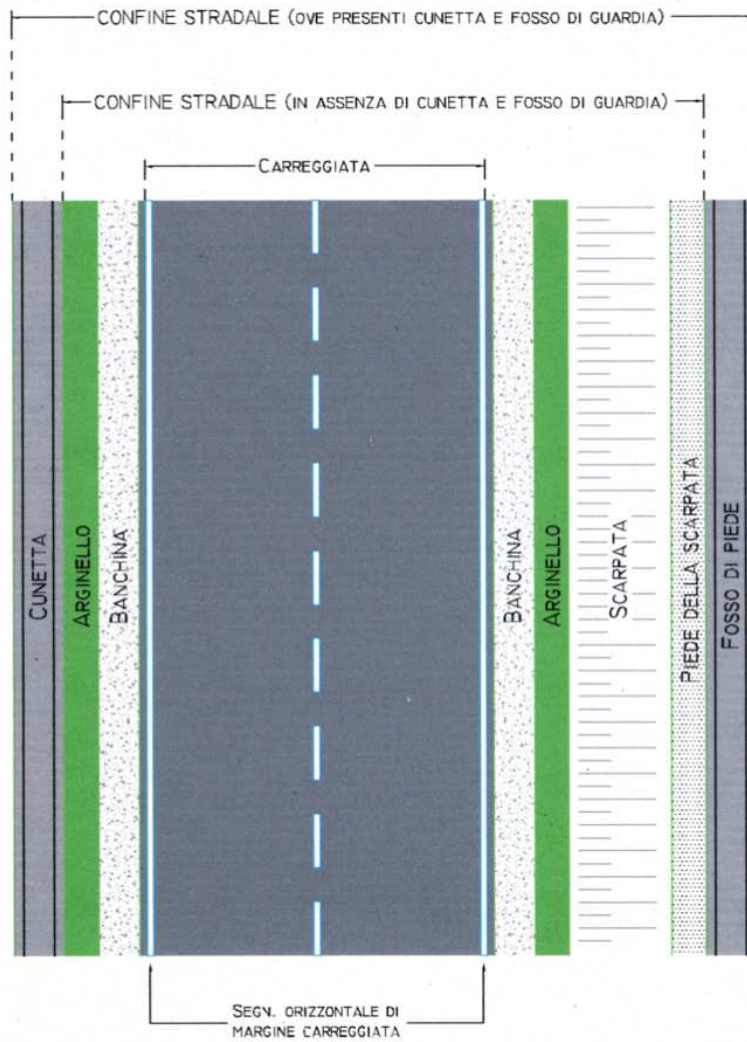 CONFINE STRADALE (OVE PRESENTI CUNETTA E FOSSO DI GUARDIA)
CONFINE STRADALE (IN ASSENZA DI CUNETTA E FOSSO DI GUARDIA)
CARREGGIATA
CUNETTA
ARGINELLO
BANCHINA
BANCHINA
ARGINELLO
SCARPATA
PIEDE DELLA SCARPATA
FOSSO DI PIEDE
SEGN. ORIZZONTALE DI
MARGINE CARREGGIATA